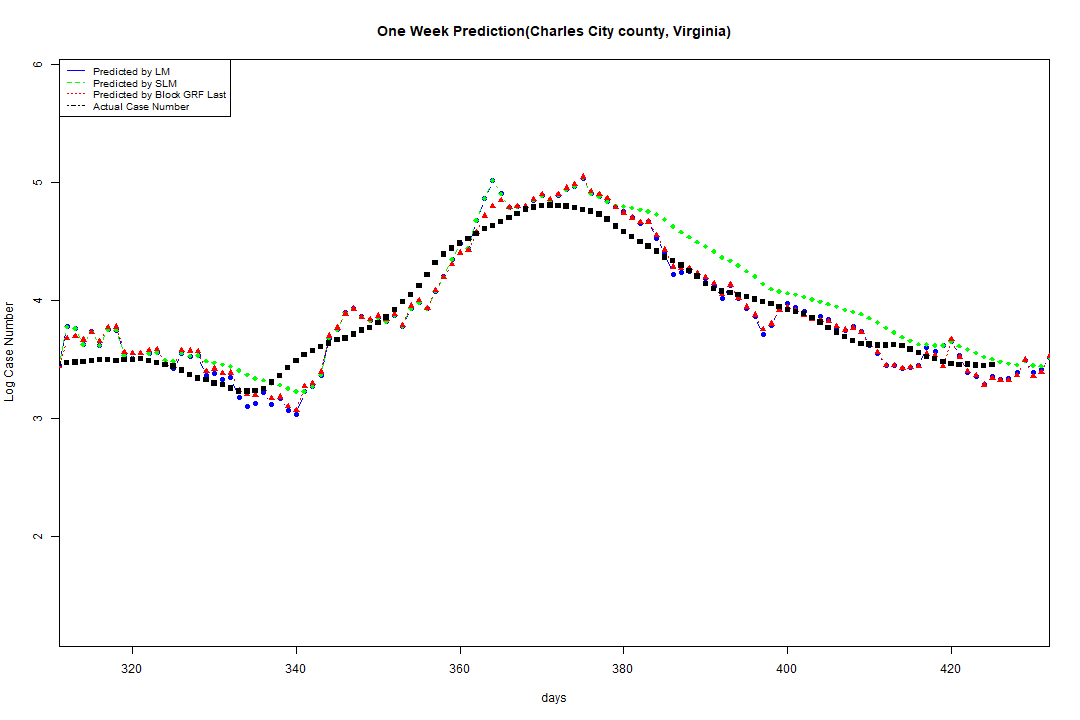 One Week Prediction(Charles City county, Virginia)
Predicted by LM
Predicted by SLM
Predicted by Block GRF Last
Actual Case Number
6
5
4
3
2
Log Case Number
320 340 360 380 400 420
days